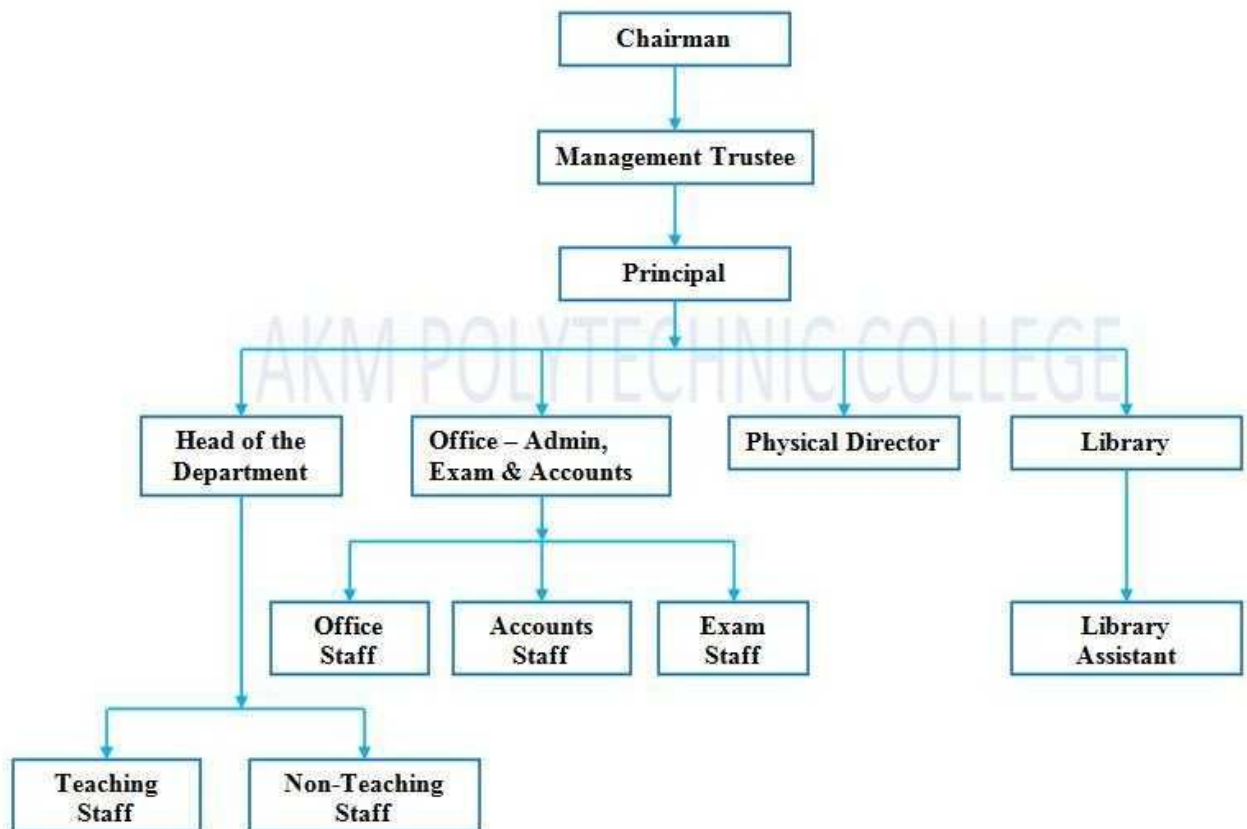 Chairman
Management Trustee
Principal
AKM POLYTECHNIC COLLEGE
Head of the
Department
Office – Admin,
Exam & Accounts
Physical Director
Library
Office
Staff
Accounts
Staff
Exam
Staff
Library
Assistant
Teaching
Staff
Non-Teaching
Staff